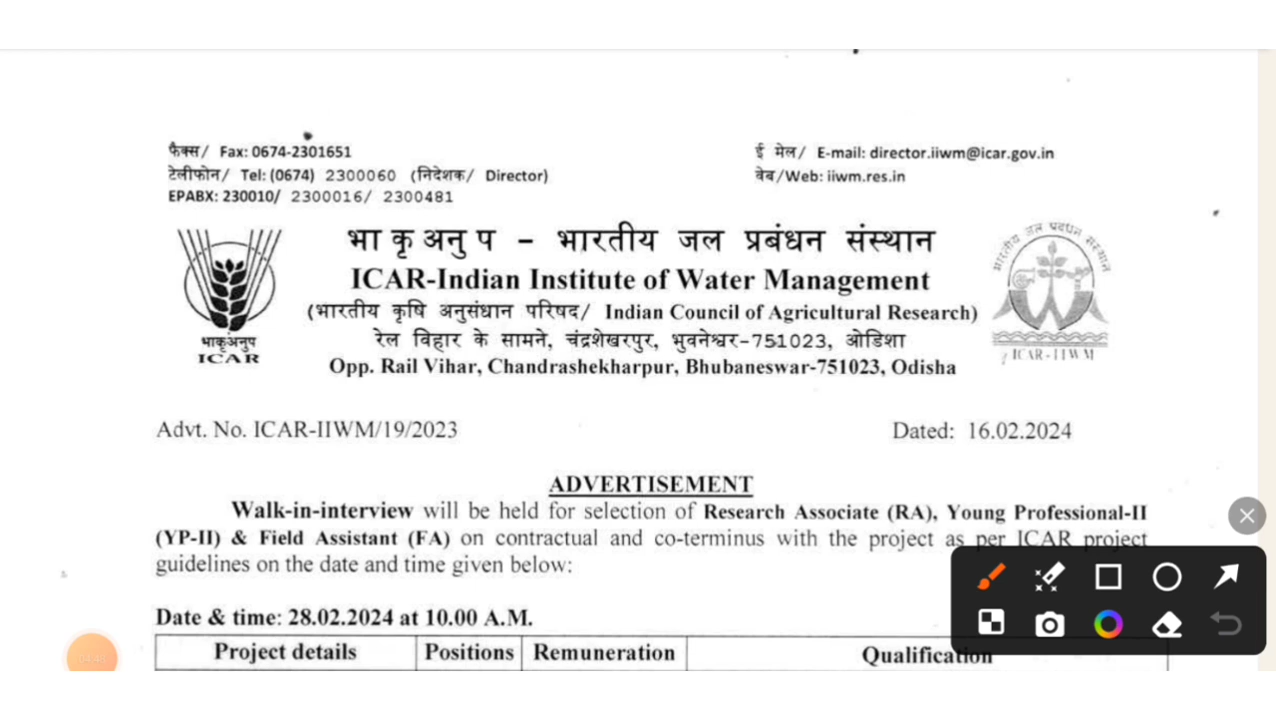 फैक्स/ Fax: 0674-2301651
टेलीफोन/ Tel: (0674) 2300060 (निदेशक/ Director)
EPABX: 230010/ 2300016/ 2300481
ई मेल/ E-mail: director.iiwm@icar.gov.in
वेब/Web: iiwm.res.in
भा कृ अनु प – भारतीय जल प्रबंधन संस्थान
ICAR-Indian Institute of Water Management
(भारतीय कृषि अनुसंधान परिषद/ Indian Council of Agricultural Research)
रेल विहार के सामने, चंद्रशेखरपुर, भुवनेश्वर-751023, ओडिशा
Opp. Rail Vihar, Chandrashekharpur, Bhubaneswar-751023, Odisha
भाकृअनुप
ICAR
भारतीय जल प्रबंधन संस्थान
ICAR-IIWM
Advt. No. ICAR-IIWM/19/2023
Dated: 16.02.2024
ADVERTISEMENT
Walk-in-interview will be held for selection of Research Associate (RA), Young Professional-II
(YP-II) & Field Assistant (FA) on contractual and co-terminus with the project as per ICAR project
guidelines on the date and time given below:
Date & time: 28.02.2024 at 10.00 A.M.
Project details Positions Remuneration Qualification
04:48